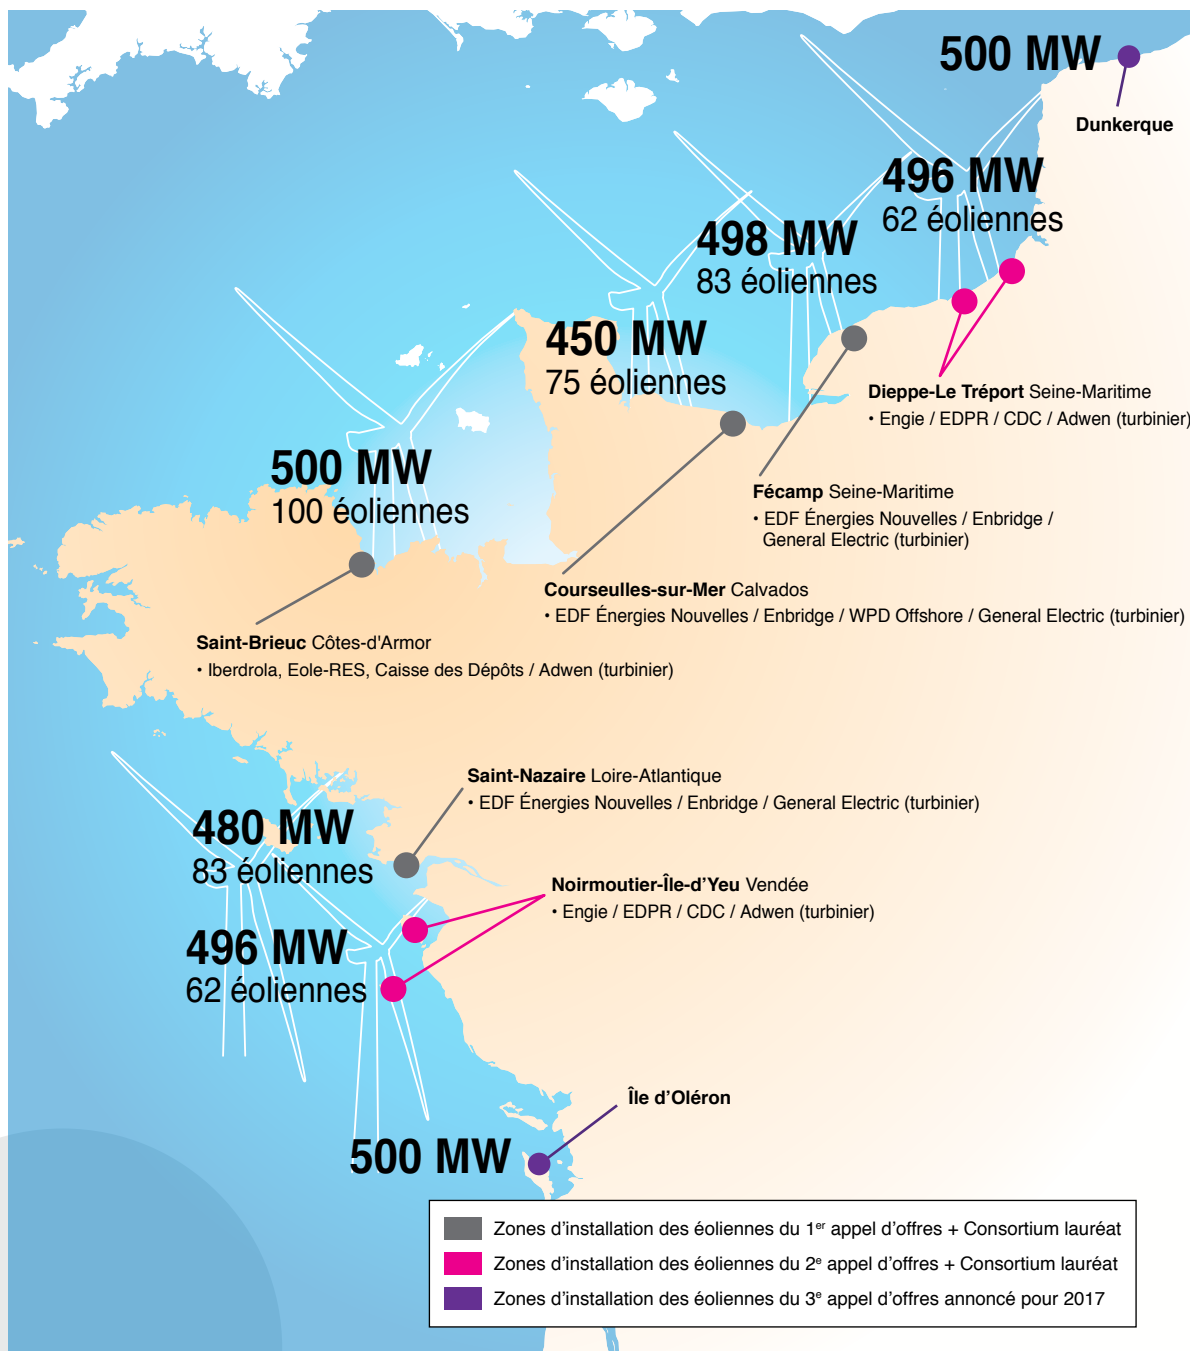 500 MW
Dunkerque
496 MW
62 éoliennes
498 MW
83 éoliennes
450 MW
75 éoliennes
Dieppe-Le Tréport Seine-Maritime
• Engie / EDPR / CDC / Adwen (turbinier)
500 MW
100 éoliennes
Fécamp Seine-Maritime
• EDF Énergies Nouvelles / Enbridge /
General Electric (turbinier)
Courseulles-sur-Mer Calvados
• EDF Énergies Nouvelles / Enbridge / WPD Offshore / General Electric (turbinier)
Saint-Brieuc Côtes-d'Armor
• Iberdrola, Eole-RES, Caisse des Dépôts / Adwen (turbinier)
Saint-Nazaire Loire-Atlantique
• EDF Énergies Nouvelles / Enbridge / General Electric (turbinier)
480 MW
83 éoliennes
Noirmoutier-Île-d’Yeu Vendée
• Engie / EDPR / CDC / Adwen (turbinier)
496 MW
62 éoliennes
Île d’Oléron
500 MW
Zones d’installation des éoliennes du 1er appel d’offres + Consortium lauréat
Zones d’installation des éoliennes du 2e appel d’offres + Consortium lauréat
Zones d’installation des éoliennes du 3e appel d’offres annoncé pour 2017